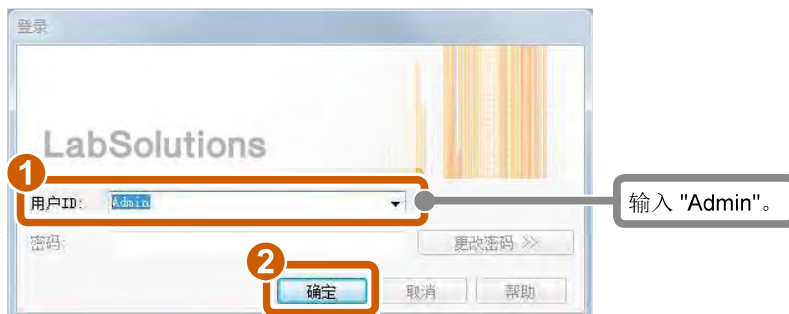 登录
LabSolutions
1
用户ID: Admin
输入 "Admin"。
密码:
更改密码 >>
2
确定 取消 帮助